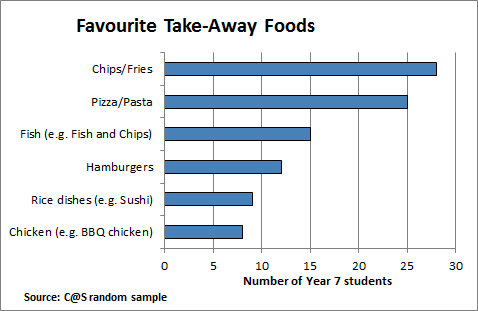 Favourite Take-Away Foods
Chips/Fries
Pizza/Pasta
Fish (e.g. Fish and Chips)
Hamburgers
Rice dishes (e.g. Sushi)
Chicken (e.g. BBQ chicken)
0 5 10 15 20 25 30
Number of Year 7 students
Source: C@S random sample